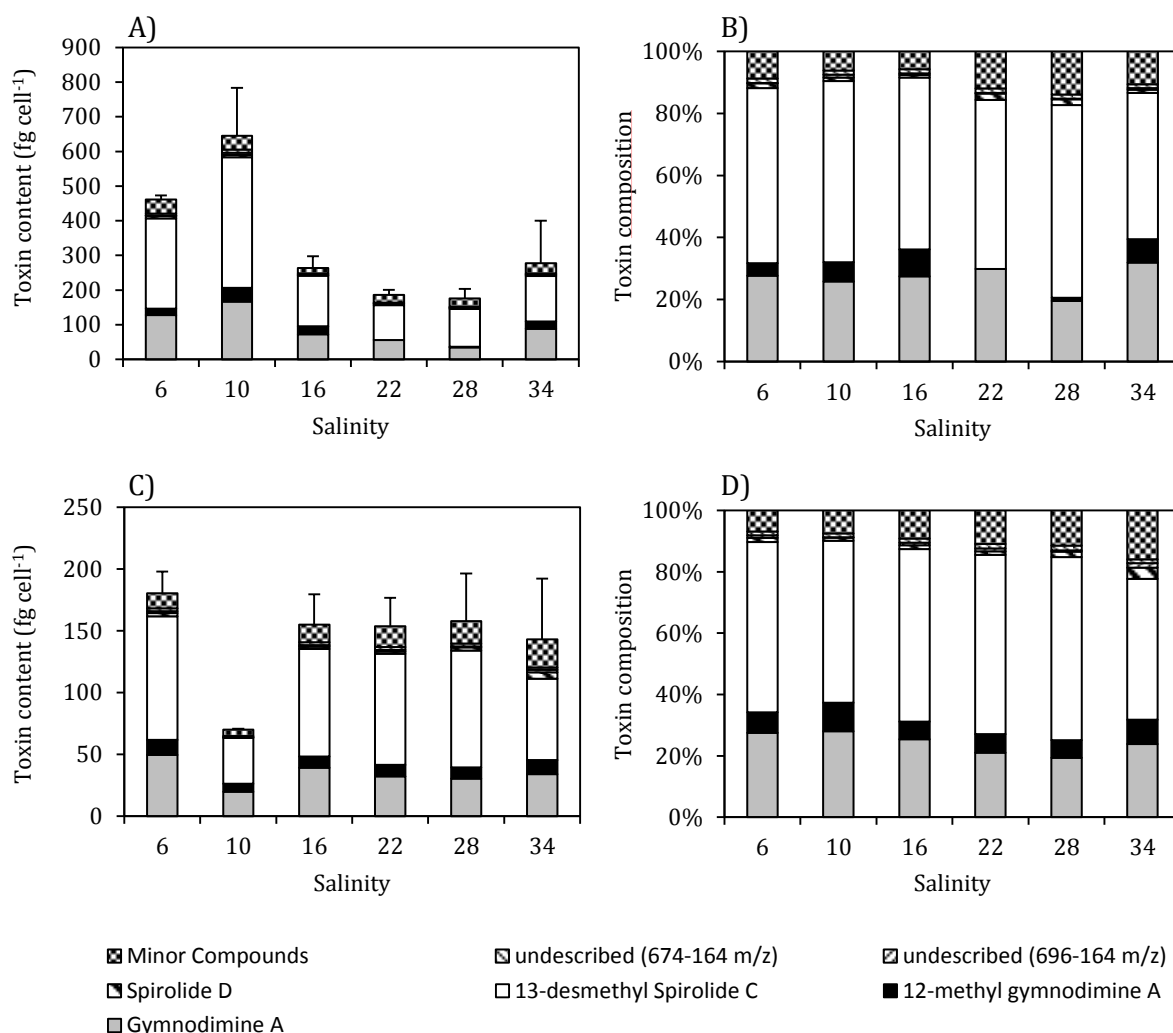 A)
Toxin content (fg cell-1)
900
800
700
600
500
400
300
200
100
0
6 10 16 22 28 34
Salinity
B)
Toxin composition
100%
80%
60%
40%
20%
0%
6 10 16 22 28 34
Salinity
C)
Toxin content (fg cell-1)
250
200
150
100
50
0
6 10 16 22 28 34
Salinity
D)
Toxin composition
100%
80%
60%
40%
20%
0%
6 10 16 22 28 34
Salinity
Minor Compounds undescribed (674-164 m/z) undescribed (696-164 m/z)
Spirolide D 13-desmethyl Spirolide C 12-methyl gymnodimine A
Gymnodimine A